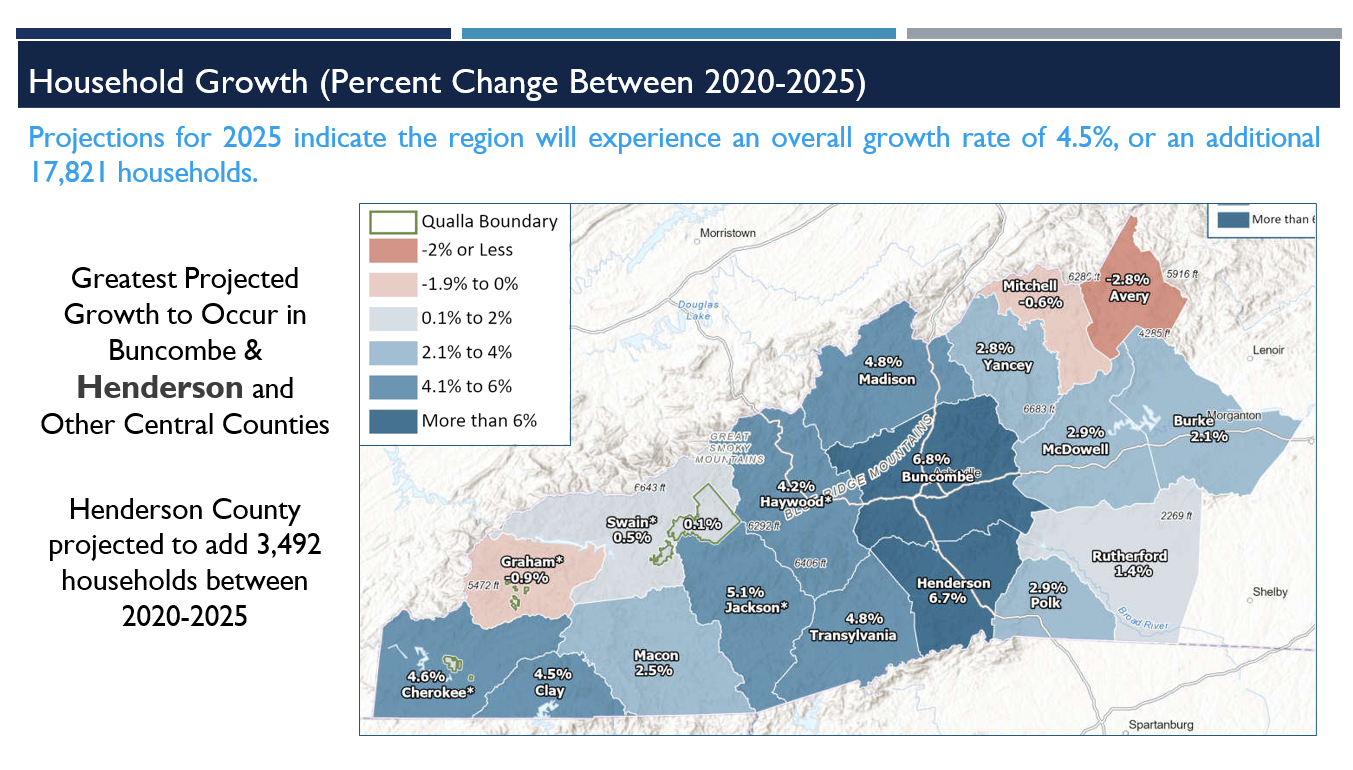 Household Growth (Percent Change Between 2020-2025)
Projections for 2025 indicate the region will experience an overall growth rate of 4.5%, or an additional
17,821 households.
Greatest Projected
Growth to Occur in
Buncombe &
Henderson and
Other Central Counties
Henderson County
projected to add 3,492
households between
2020-2025
Qualla Boundary
-2% or Less
-1.9% to 0%
0.1% to 2%
2.1% to 4%
4.1% to 6%
More than 6%
More than 6
Morristown
Douglas
Lake
Mitchell
-0.6%
-2.8%
Avery
5916 ft
4285 ft
Lenoir
4.8%
Madison
2.8%
Yancey
6683 ft
2.9%
McDowell
Burke
2.1%
Morganton
GREAT
SMOKY
MOUNTAINS
BLUE RIDGE MOUNTAINS
6.8%
Buncombe
4.2%
Haywood*
6643 ft
Swain*
0.5%
0.1%
6292 ft
2269 ft
Graham*
-0.9%
5472 ft
6406 ft
Rutherford
1.4%
Henderson
6.7%
2.9%
Polk
Broad River
Shelby
5.1%
Jackson*
4.8%
Transylvania
Macon
2.5%
4.6%
Cherokee*
4.5%
Clay
Spartanburg